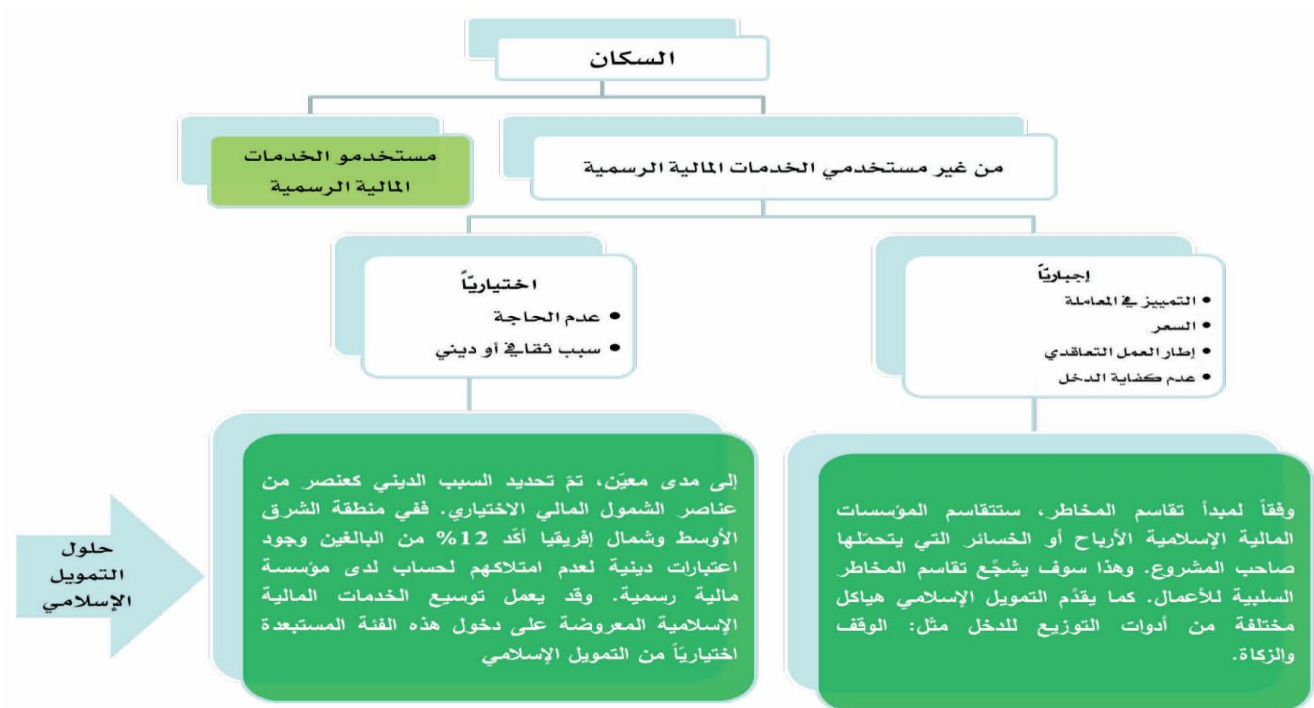 السكان
من غير مستخدمي الخدمات المالية الرسمية
مستخدمو الخدمات
المالية الرسمية
إجباريّاً
• التمييز في المعاملة
• السعر
• إطار العمل التعاقدي
• عدم كفاية الدخل
اختياريّاً
• عدم الحاجة
• سبب ثقافي أو ديني
وفقاً لمبدأ تقاسم المخاطر، ستتقاسم المؤسسات
المالية الإسلامية الأرباح أو الخسائر التي يتحمّلها
صاحب المشروع. وهذا سوف يشجّع تقاسم المخاطر
السلبية للأعمال. كما يقدّم التمويل الإسلامي هياكل
مختلفة من أدوات التوزيع للدخل مثل: الوقف
والزكاة.
إلى مدى معيّن، تمّ تحديد السبب الديني كعنصر من
عناصر الشمول المالي الاختياري. ففي منطقة الشرق
الأوسط وشمال إفريقيا أكّد 12% من البالغين وجود
اعتبارات دينية لعدم امتلاكهم لحساب لدى مؤسسة
مالية رسمية. وقد يعمل توسيع الخدمات المالية
الإسلامية المعروضة على دخول هذه الفئة المستبعدة
اختياريّاً من التمويل الإسلامي
حلول
التمويل
الإسلامي